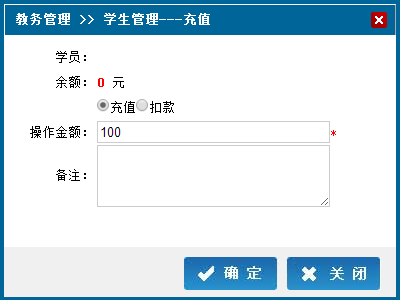 教务管理 >> 学生管理---充值
学员：
余额： 0 元
充值 扣款
操作金额： 100 *
备注：
确 定 关 闭